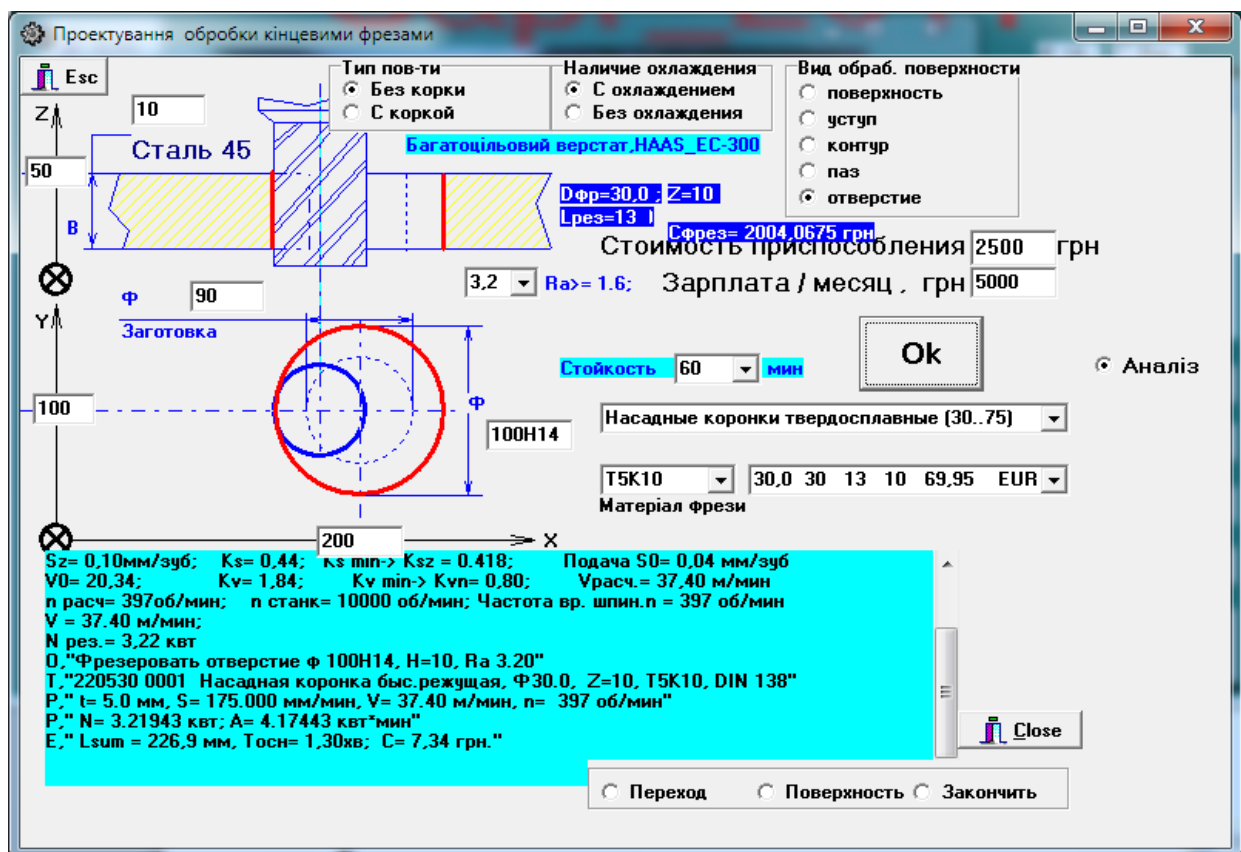 Проектування обробки кінцевими фрезами
Esc
Тип пов-ти
Без корки
С коркой
Наличие охлаждения
С охлаждением
Без охлаждения
Вид обраб. поверхности
поверхность
уступ
контур
паз
отверстие
Z
10
Сталь 45
Багатоцільовий верстат,HAAS_EC-300
50
B
Dфр=30,0 ; Z=10
Lрез=13
Cфрез= 2004,0675 грн
Стоимость приспособления 2500 грн
3,2 Ra>= 1.6;
Зарплата / месяц , грн 5000
Ф 90
Заготовка
Y
Ok
Стойкость 60 мин
Аналіз
100
Ф
100H14
Насадные коронки твердосплавные (30..75)
T5K10
30,0 30 13 10 69,95 EUR
Матеріал фрези
200
X
Sz= 0,10мм/зуб; Ks= 0,44; Ks min-> Ksz = 0.418; Подача S0= 0,04 мм/зуб
V0= 20,34; Kv= 1,84; Kv min-> Kvn= 0,80; Vрасч.= 37,40 м/мин
n расч= 397об/мин; n станк= 10000 об/мин; Частота вр. шпин.n = 397 об/мин
V = 37.40 м/мин;
N рез.= 3,22 квт
О,"Фрезеровать отверстие ф 100H14, H=10, Ra 3.20"
Т,"220530 0001 Насадная коронка быс.режущая, Ф30.0, Z=10, T5K10, DIN 138"
Р," t= 5.0 мм, S= 175.000 мм/мин, V= 37.40 м/мин, n= 397 об/мин"
Р," N= 3.21943 квт; A= 4.17443 квт*мин"
Е," Lsum = 226,9 мм, Tосн= 1,30хв; C= 7,34 грн."
Close
Переход
Поверхность
Закончить